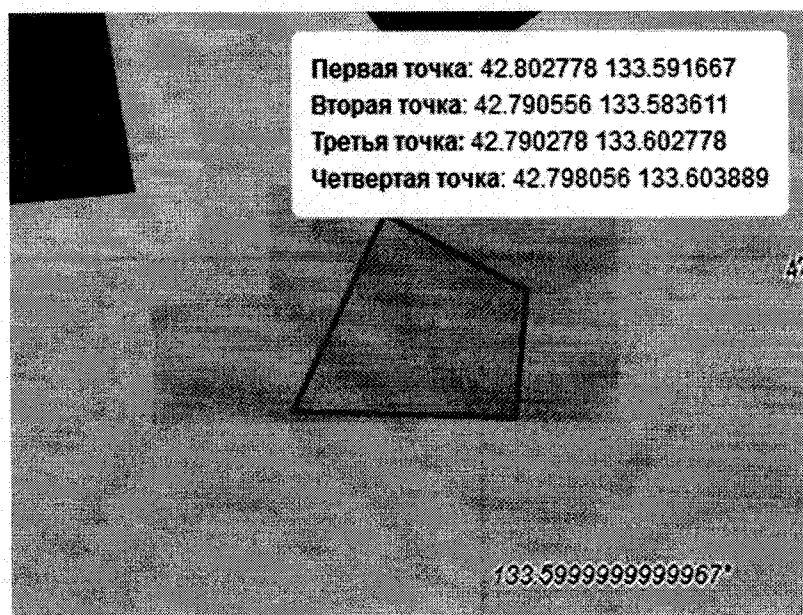 Первая точка: 42.802778 133.591667
Вторая точка: 42.790556 133.583611
Третья точка: 42.790278 133.602778
Четвертая точка: 42.798056 133.603889
133.5999999999967°